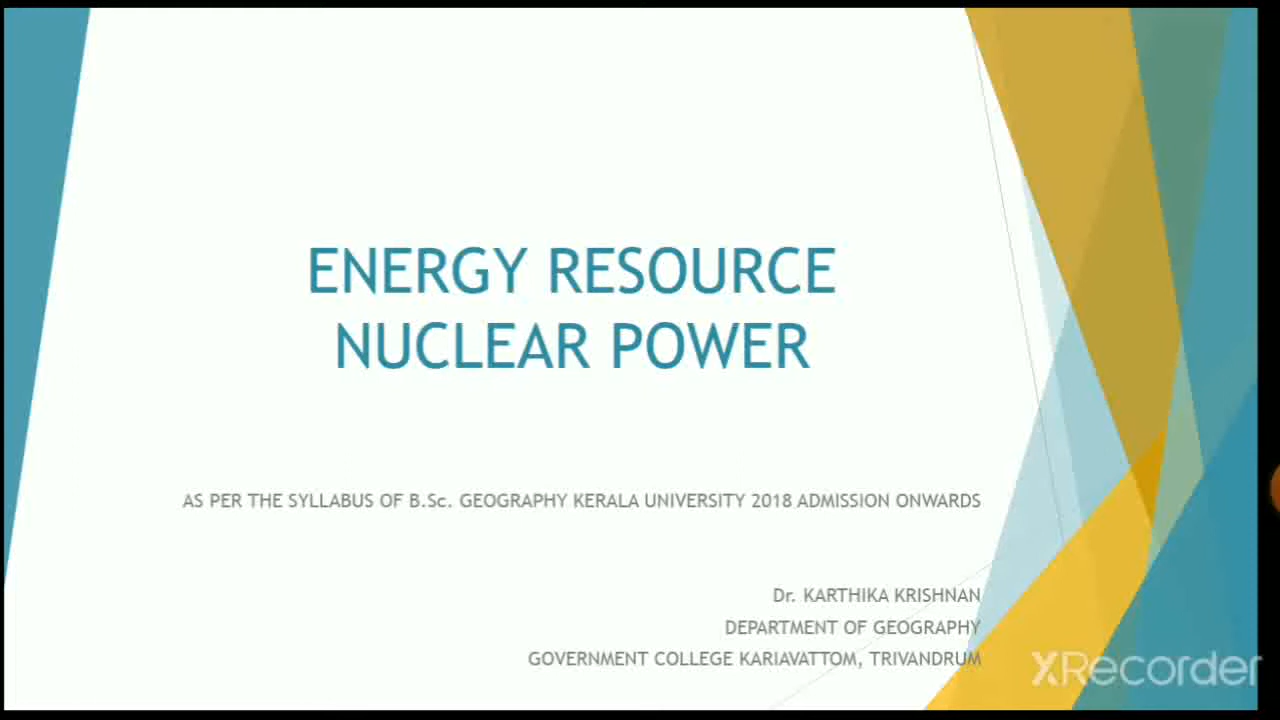 ENERGY RESOURCE
NUCLEAR POWER
AS PER THE SYLLABUS OF B.Sc. GEOGRAPHY KERALA UNIVERSITY 2018 ADMISSION ONWARDS
Dr. KARTHIKA KRISHNAN
DEPARTMENT OF GEOGRAPHY
GOVERNMENT COLLEGE KARIAVATTOM, TRIVANDRUM
XRecorder